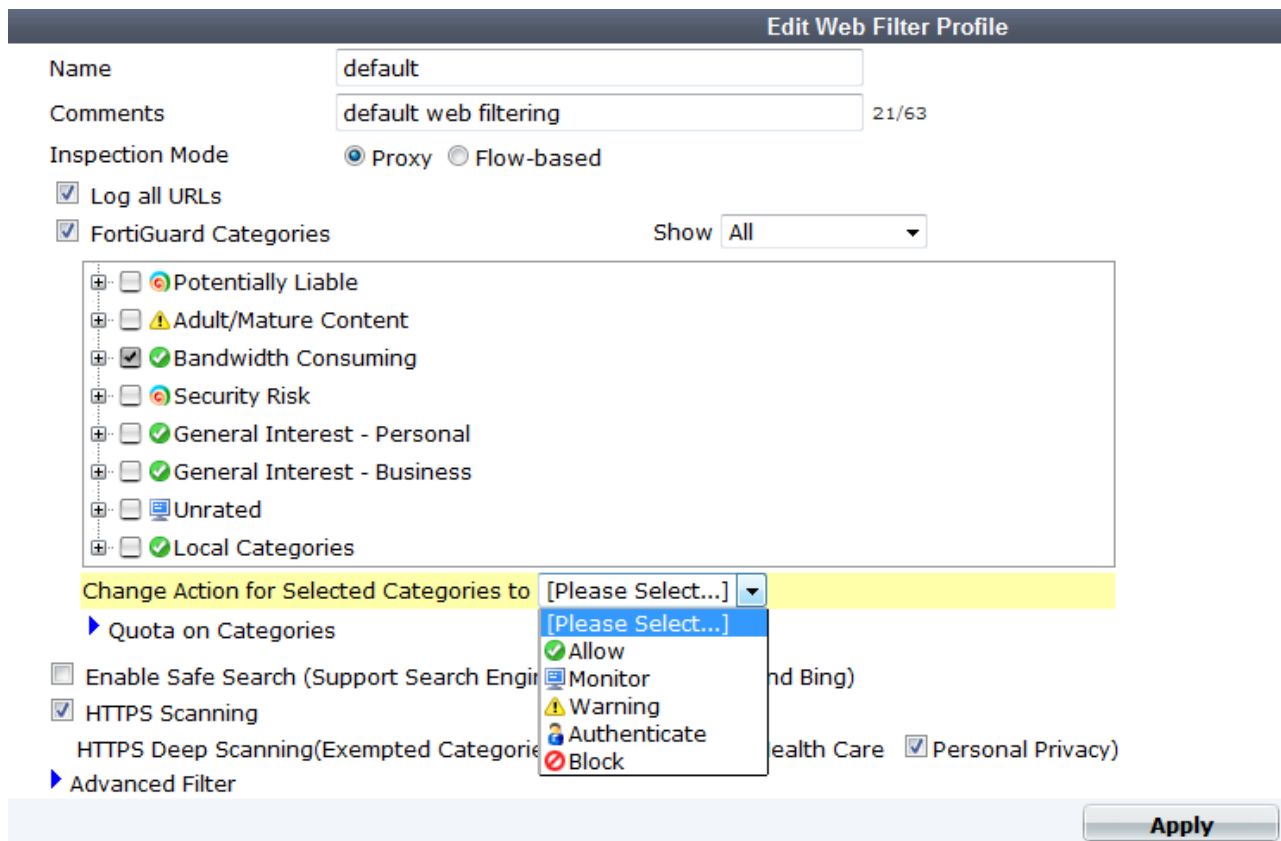 Edit Web Filter Profile
Name default
Comments default web filtering 21/63
Inspection Mode Proxy Flow-based
Log all URLs
FortiGuard Categories Show All
Potentially Liable
Adult/Mature Content
Bandwidth Consuming
Security Risk
General Interest - Personal
General Interest - Business
Unrated
Local Categories
Change Action for Selected Categories to [Please Select...]
[Please Select...]
Allow
Monitor
Warning
Authenticate
Block
Quota on Categories
Enable Safe Search (Support Search nd Bing)
HTTPS Scanning
HTTPS Deep Scanning(Exempted Care Personal Privacy)
Advanced Filter
Apply